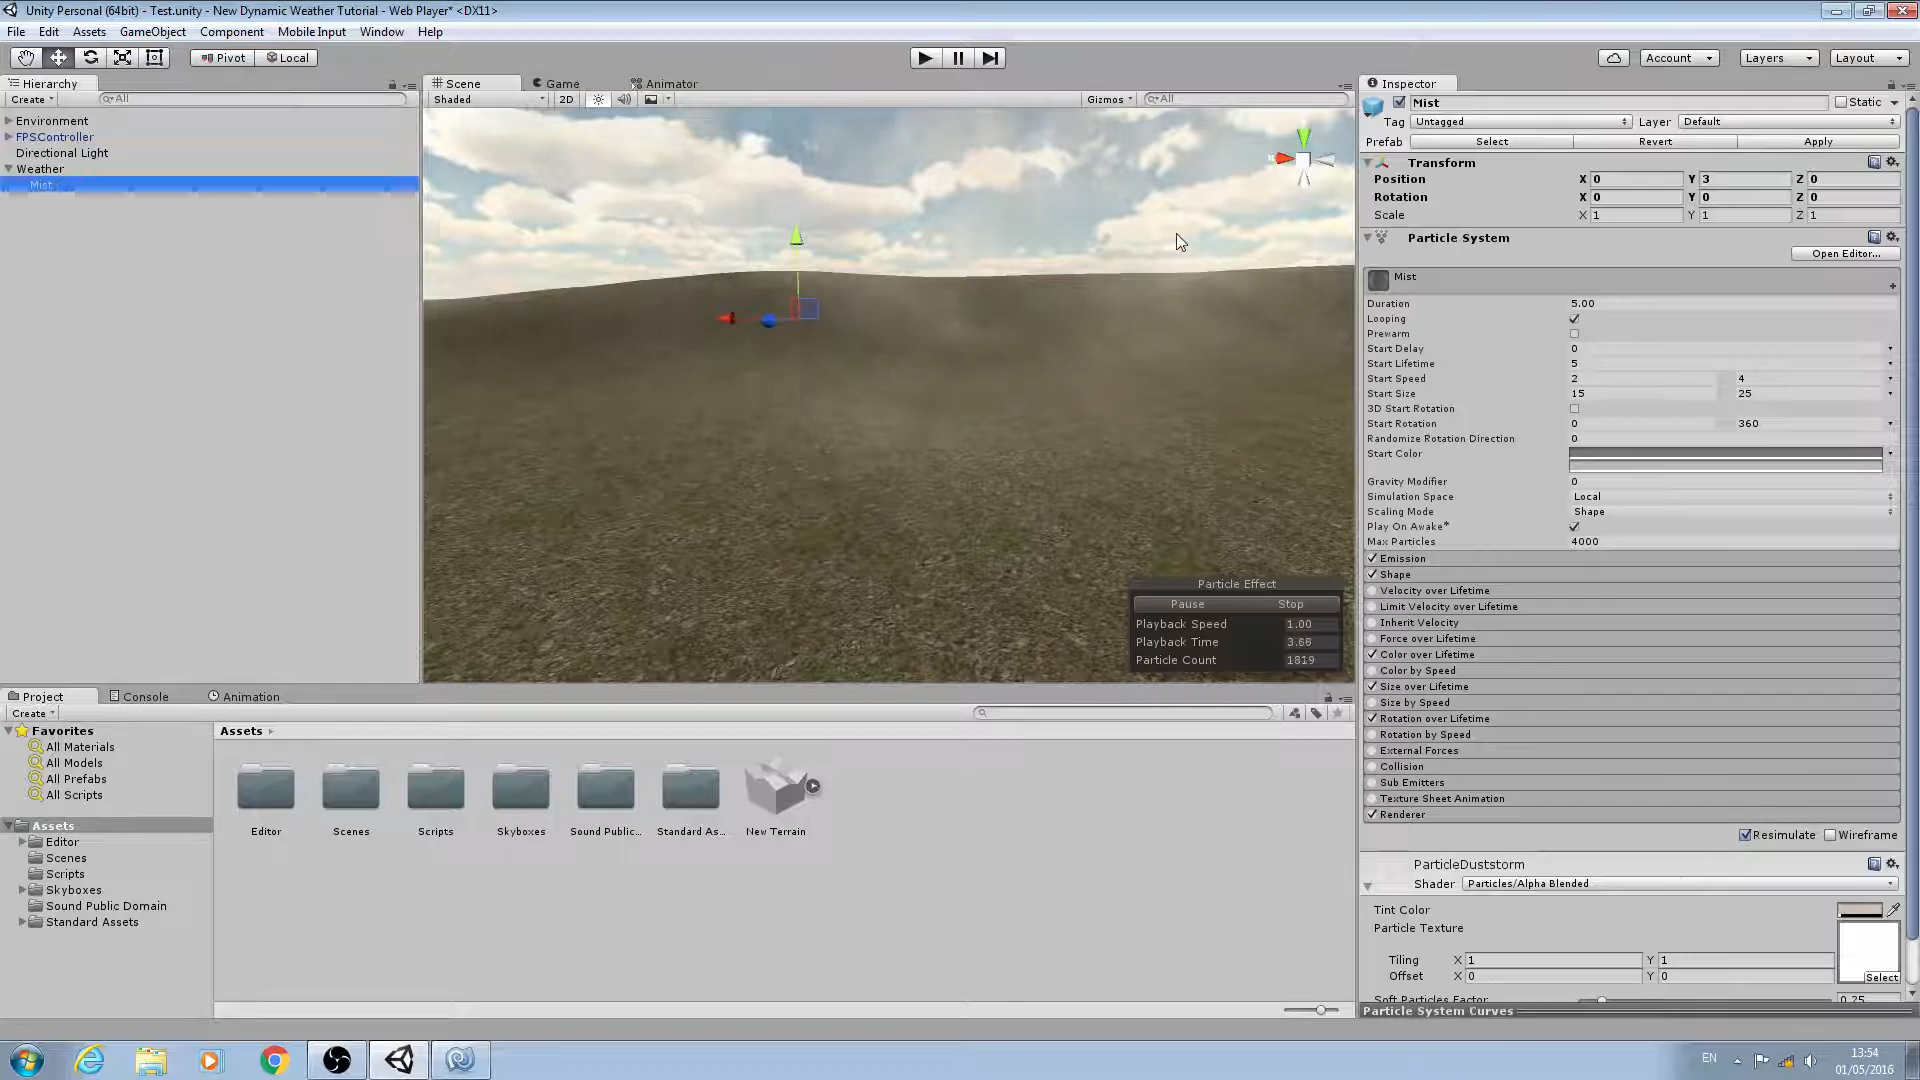 Unity Personal (64bit) - Test.unity - New Dynamic Weather Tutorial - Web Player* <DX11>
File Edit Assets GameObject Component Mobile Input Window Help
Pivot Local Account Layers Layout
Hierarchy
Create All
Environment
FPSController
Directional Light
Weather
Mist
Scene Game Animator
Shaded 2D Gizmos All
Particle Effect
Pause Stop
Playback Speed 1.00
Playback Time 3.66
Particle Count 1819
Inspector
Mist Static
Tag Untagged Layer Default
Prefab Select Revert Apply
Transform
Position X 0 Y 3 Z 0
Rotation X 0 Y 0 Z 0
Scale X 1 Y 1 Z 1
Particle System
Open Editor...
Mist
Duration 5.00
Looping
Prewarm
Start Delay 0
Start Lifetime 5
Start Speed 2 4
Start Size 15 25
3D Start Rotation
Start Rotation 0 360
Randomize Rotation Direction 0
Start Color
Gravity Modifier 0
Simulation Space Local
Scaling Mode Shape
Play On Awake*
Max Particles 4000
Emission
Shape
Velocity over Lifetime
Limit Velocity over Lifetime
Inherit Velocity
Force over Lifetime
Color over Lifetime
Color by Speed
Size over Lifetime
Size by Speed
Rotation over Lifetime
Rotation by Speed
External Forces
Collision
Sub Emitters
Texture Sheet Animation
Renderer
Resimulate Wireframe
ParticleDuststorm
Shader Particles/Alpha Blended
Tint Color
Particle Texture
Tiling X 1 Y 1
Offset X 0 Y 0
Select
Soft Particles Factor 0.25
Particle System Curves
Project Console Animation
Create
Favorites
All Materials
All Models
All Prefabs
All Scripts
Assets
Editor
Scenes
Scripts
Skyboxes
Sound Public Domain
Standard Assets
Assets
Editor Scenes Scripts Skyboxes Sound Public... Standard As... New Terrain
EN
13:54
01/05/2016